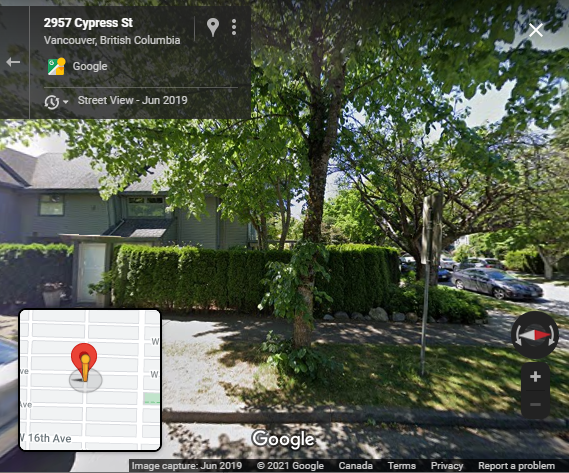 2957 Cypress St
Vancouver, British Columbia
Google
Street View - Jun 2019
W
W
ve
Ave
W 16th Ave
Google
Image capture: Jun 2019 © 2021 Google Canada Terms Privacy Report a problem